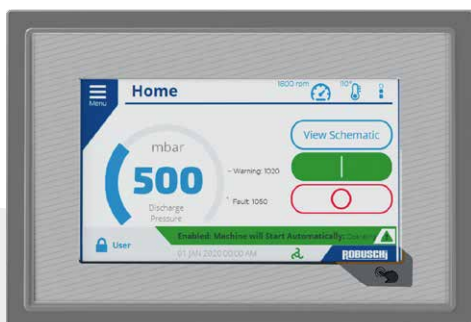 Menu
Home
1800 rpm
110°
View Schematic
mbar
500
Discharge
Pressure
Warning: 1020
Fault: 1050
User
Enabled: Machine will Start Automatically:
01 JAN 2020 00:00 AM
ROBUSCHI